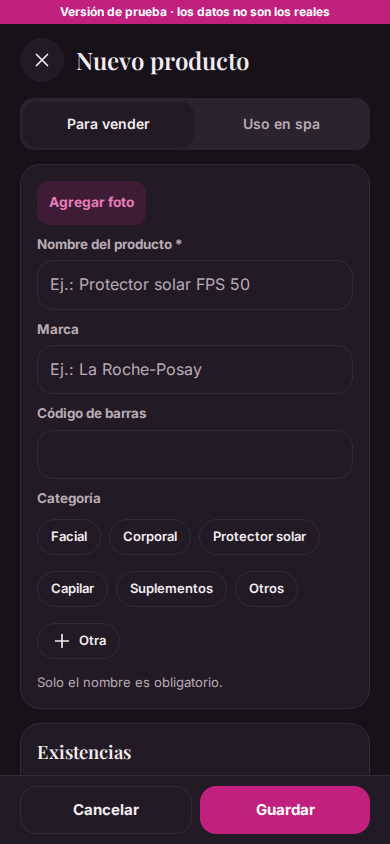 Versión de prueba · los datos no son los reales
Nuevo producto
Para vender
Uso en spa
Agregar foto
Nombre del producto *
Ej.: Protector solar FPS 50
Marca
Ej.: La Roche-Posay
Código de barras
Categoría
Facial
Corporal
Protector solar
Capilar
Suplementos
Otros
Otra
Solo el nombre es obligatorio.
Existencias
Cancelar
Guardar